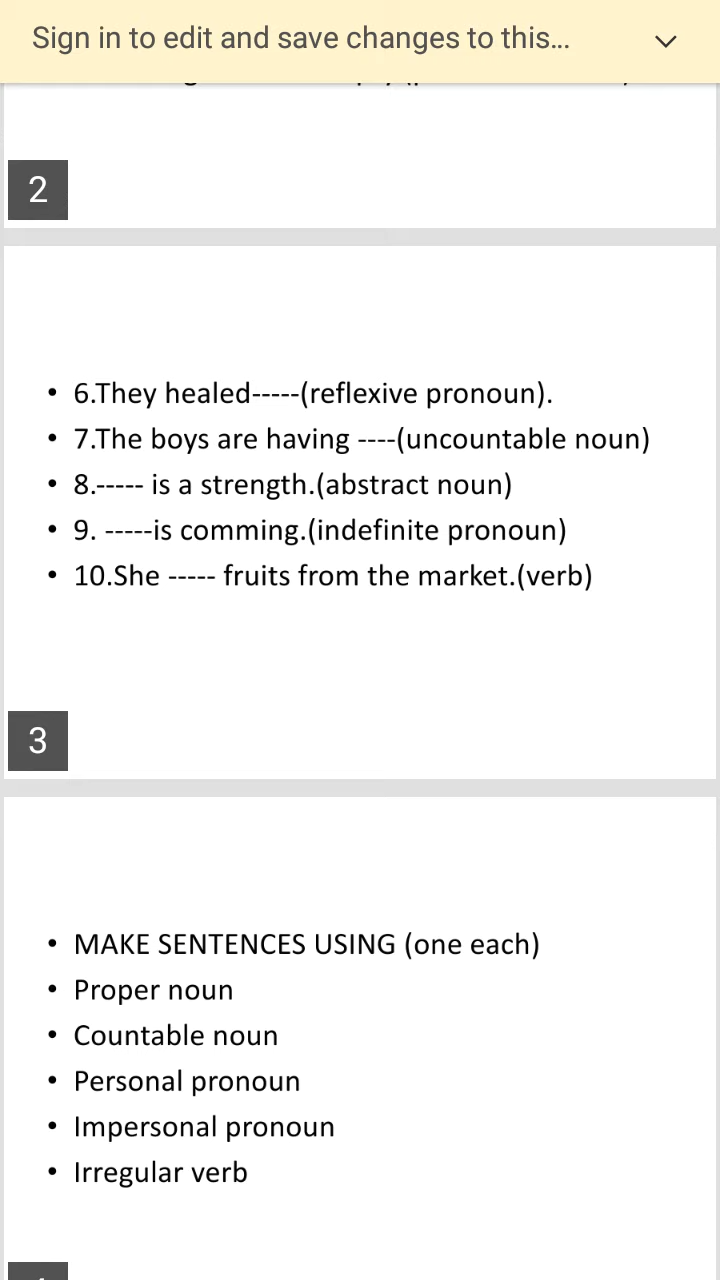 Sign in to edit and save changes to this...
2
• 6.They healed-----(reflexive pronoun).
• 7.The boys are having ----(uncountable noun)
• 8.----- is a strength.(abstract noun)
• 9. -----is comming.(indefinite pronoun)
• 10.She ----- fruits from the market.(verb)
3
• MAKE SENTENCES USING (one each)
• Proper noun
• Countable noun
• Personal pronoun
• Impersonal pronoun
• Irregular verb